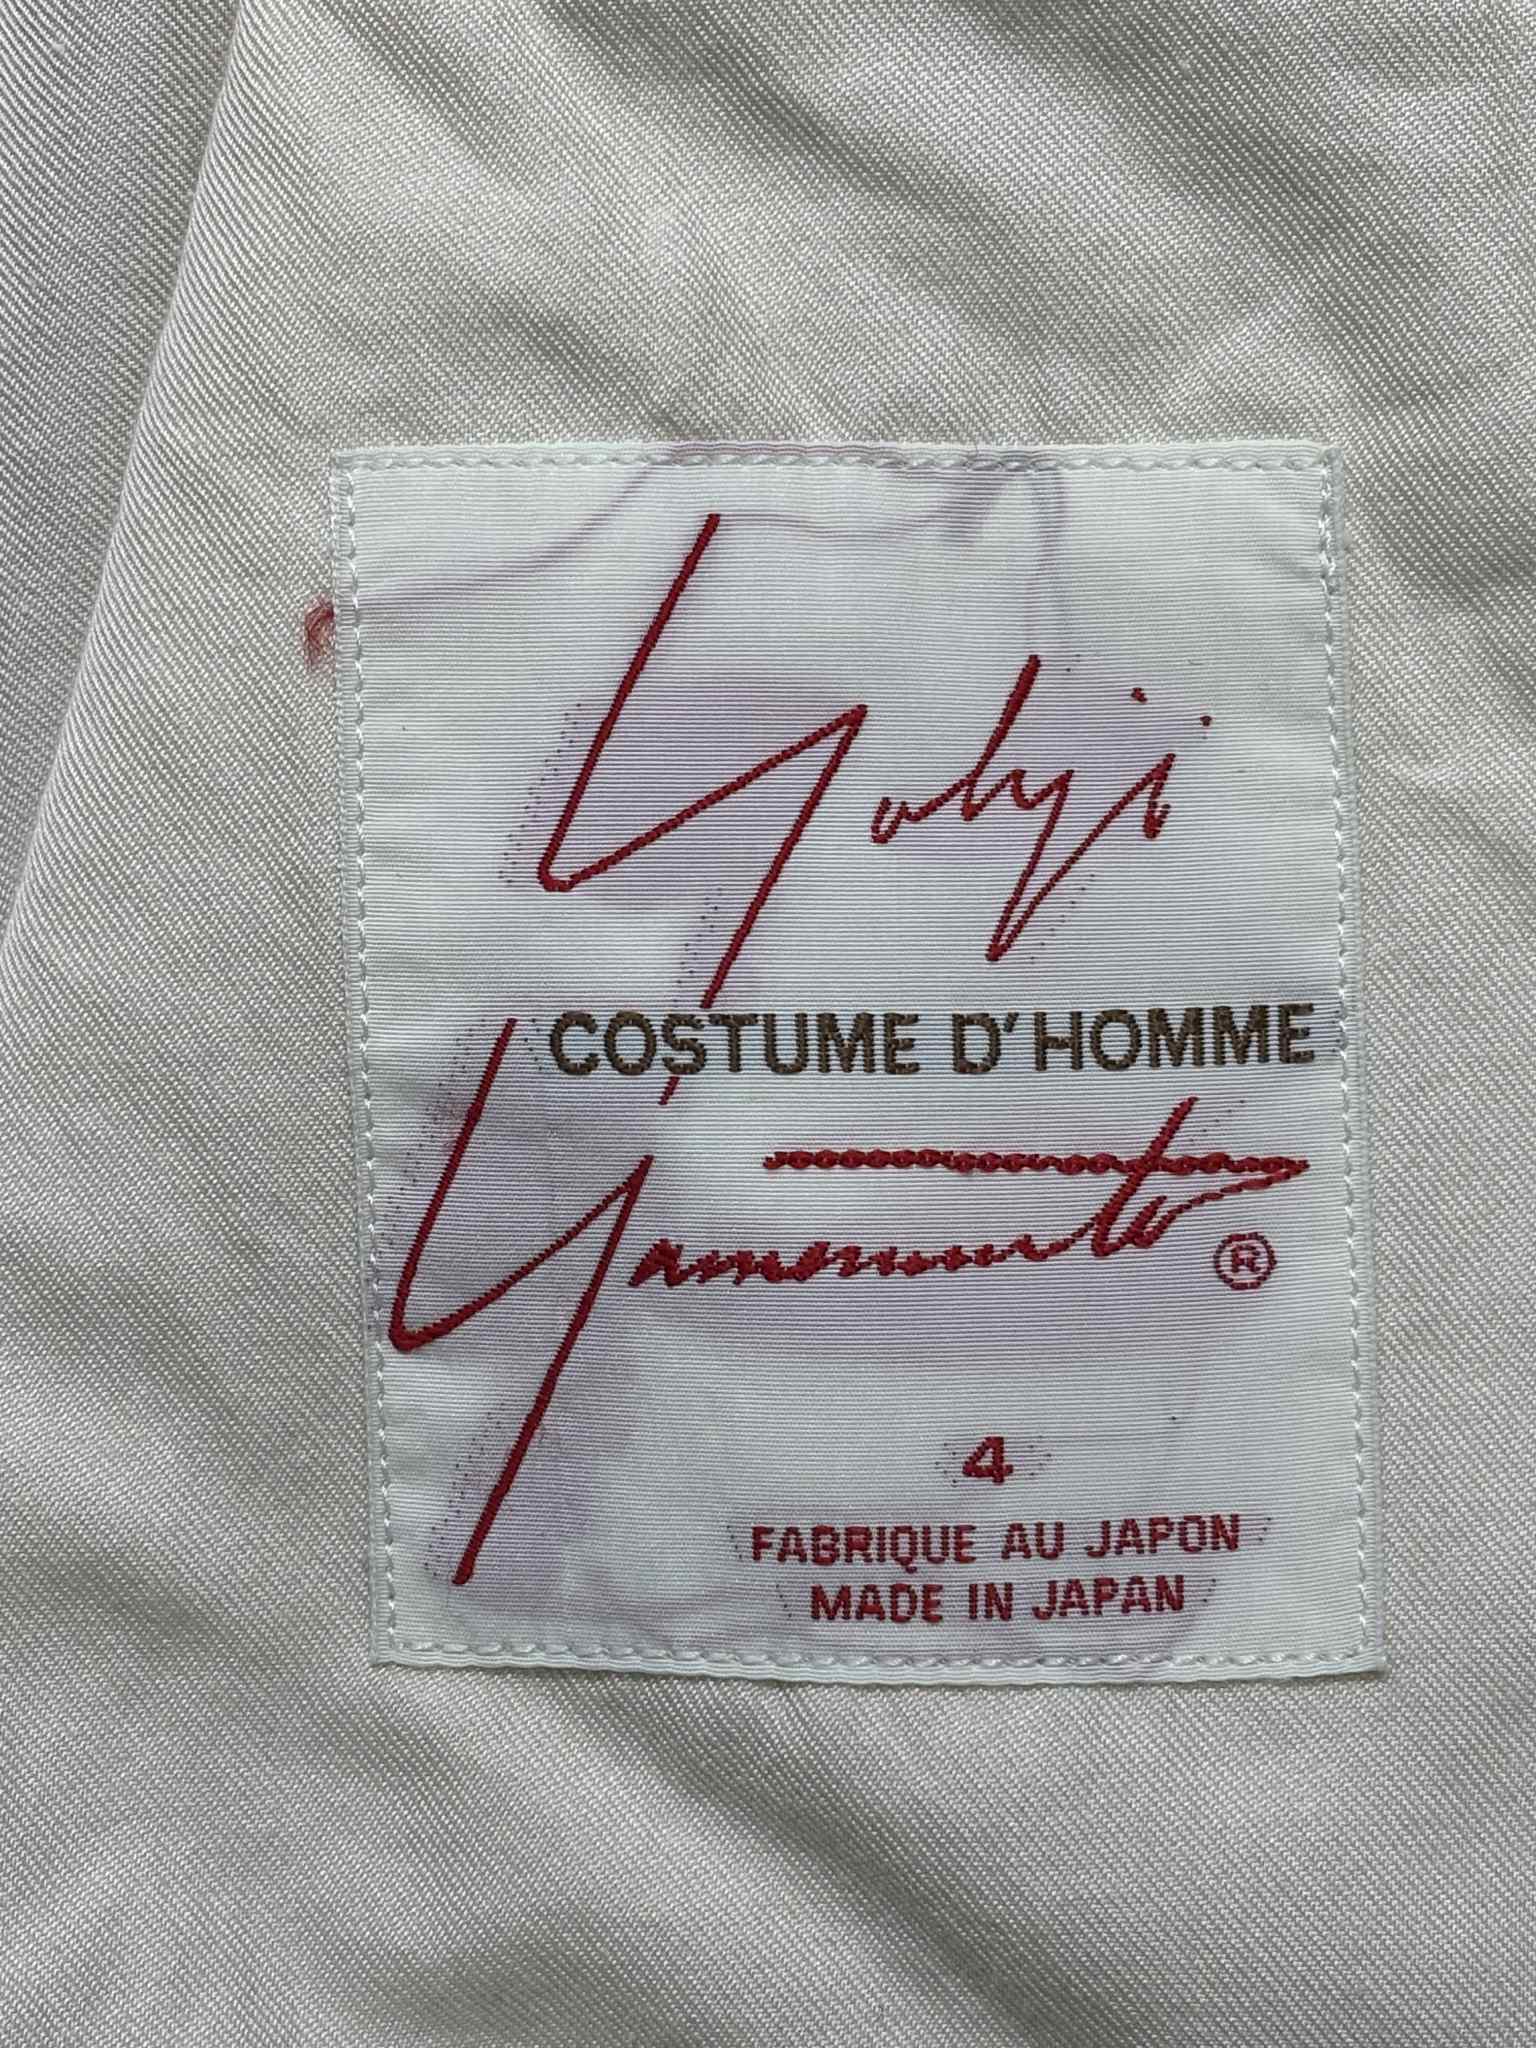 Yohji
COSTUME D'HOMME
Yamamoto ®
4
FABRIQUE AU JAPON
MADE IN JAPAN